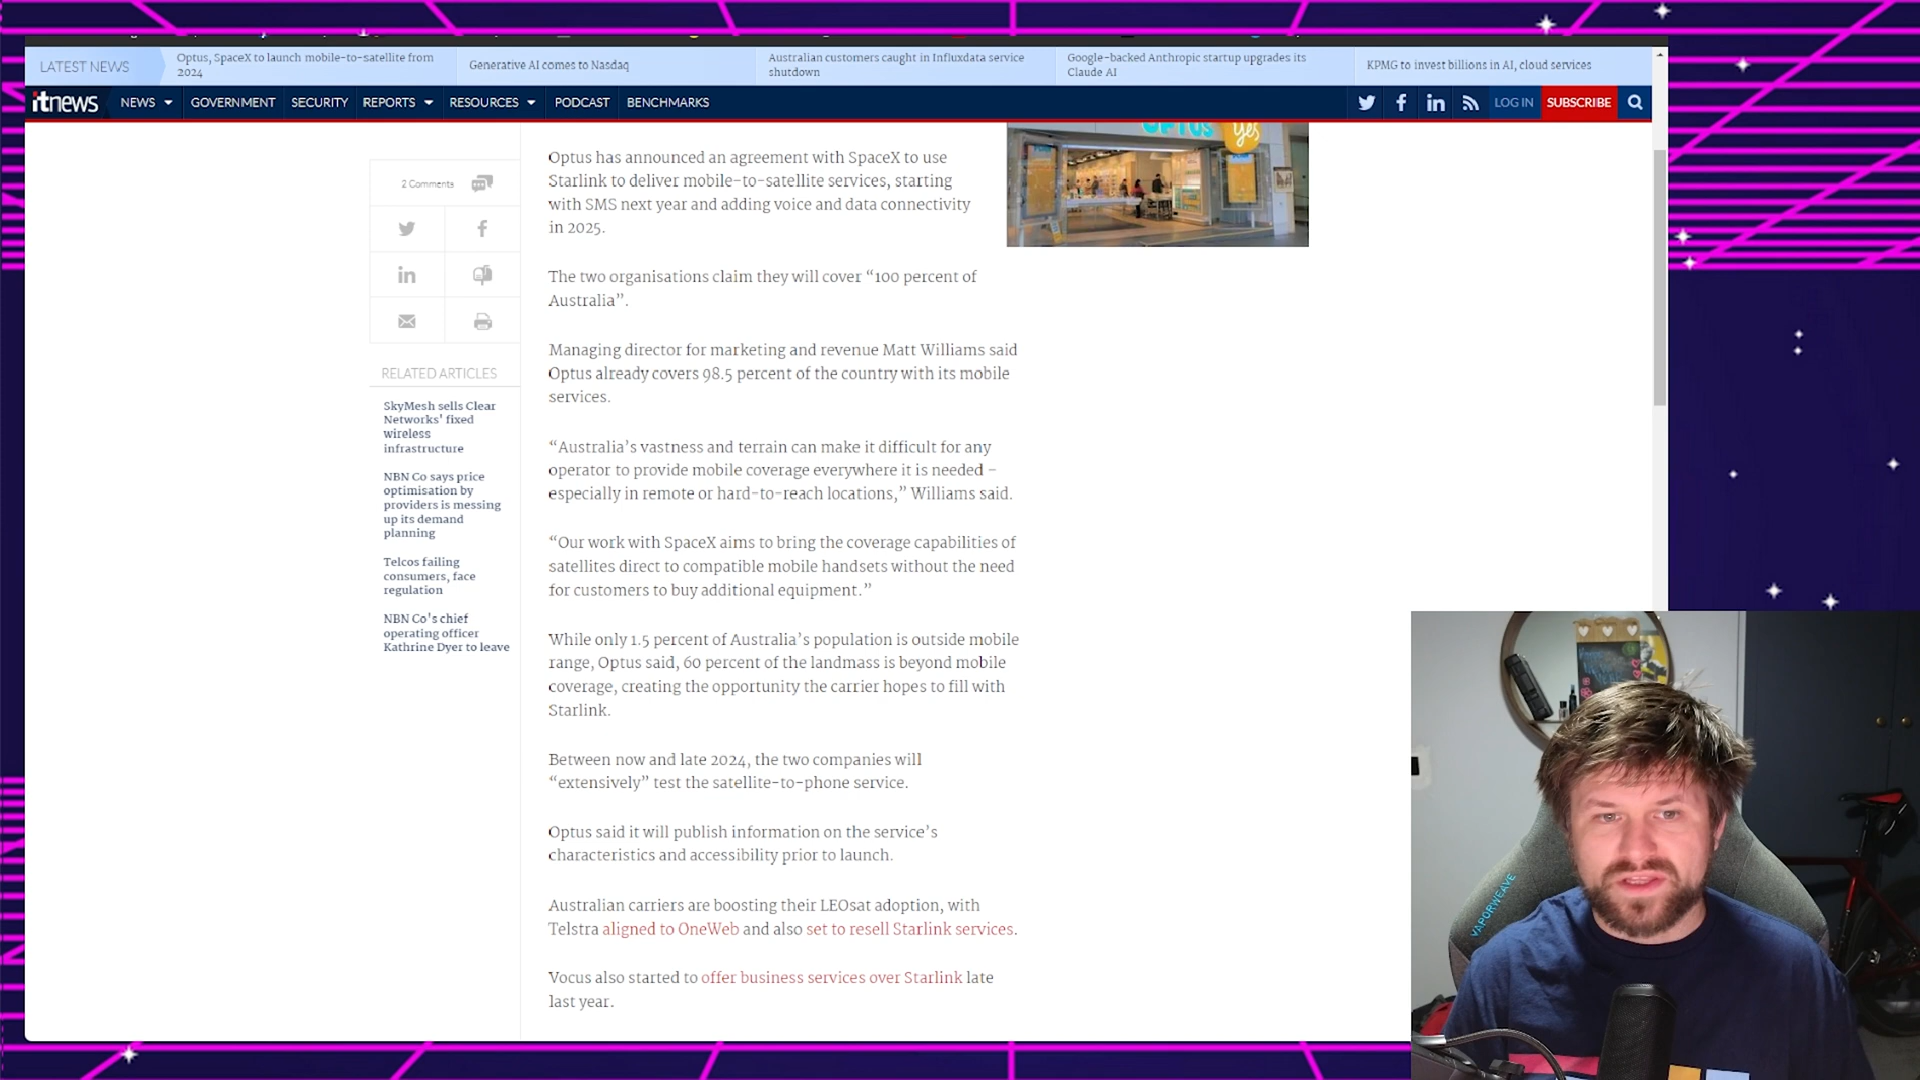 LATEST NEWS
Optus, SpaceX to launch mobile-to-satellite from
2024
Generative AI comes to Nasdaq
Australian customers caught in Influxdata service
shutdown
Google-backed Anthropic startup upgrades its
Claude AI
KPMG to invest billions in AI, cloud services
itnews
NEWS
GOVERNMENT
SECURITY
REPORTS
RESOURCES
PODCAST
BENCHMARKS
LOG IN
SUBSCRIBE
OPTUS
yes
2 Comments
RELATED ARTICLES
SkyMesh sells Clear
Networks' fixed
wireless
infrastructure
NBN Co says price
optimisation by
providers is messing
up its demand
planning
Telcos failing
consumers, face
regulation
NBN Co's chief
operating officer
Kathrine Dyer to leave
Optus has announced an agreement with SpaceX to use
Starlink to deliver mobile-to-satellite services, starting
with SMS next year and adding voice and data connectivity
in 2025.
The two organisations claim they will cover “100 percent of
Australia”.
Managing director for marketing and revenue Matt Williams said
Optus already covers 98.5 percent of the country with its mobile
services.
“Australia’s vastness and terrain can make it difficult for any
operator to provide mobile coverage everywhere it is needed –
especially in remote or hard-to-reach locations,” Williams said.
“Our work with SpaceX aims to bring the coverage capabilities of
satellites direct to compatible mobile handsets without the need
for customers to buy additional equipment.”
While only 1.5 percent of Australia’s population is outside mobile
range, Optus said, 60 percent of the landmass is beyond mobile
coverage, creating the opportunity the carrier hopes to fill with
Starlink.
Between now and late 2024, the two companies will
“extensively” test the satellite-to-phone service.
Optus said it will publish information on the service’s
characteristics and accessibility prior to launch.
Australian carriers are boosting their LEOsat adoption, with
Telstra aligned to OneWeb and also set to resell Starlink services.
Vocus also started to offer business services over Starlink late
last year.
VAPORWEAVE